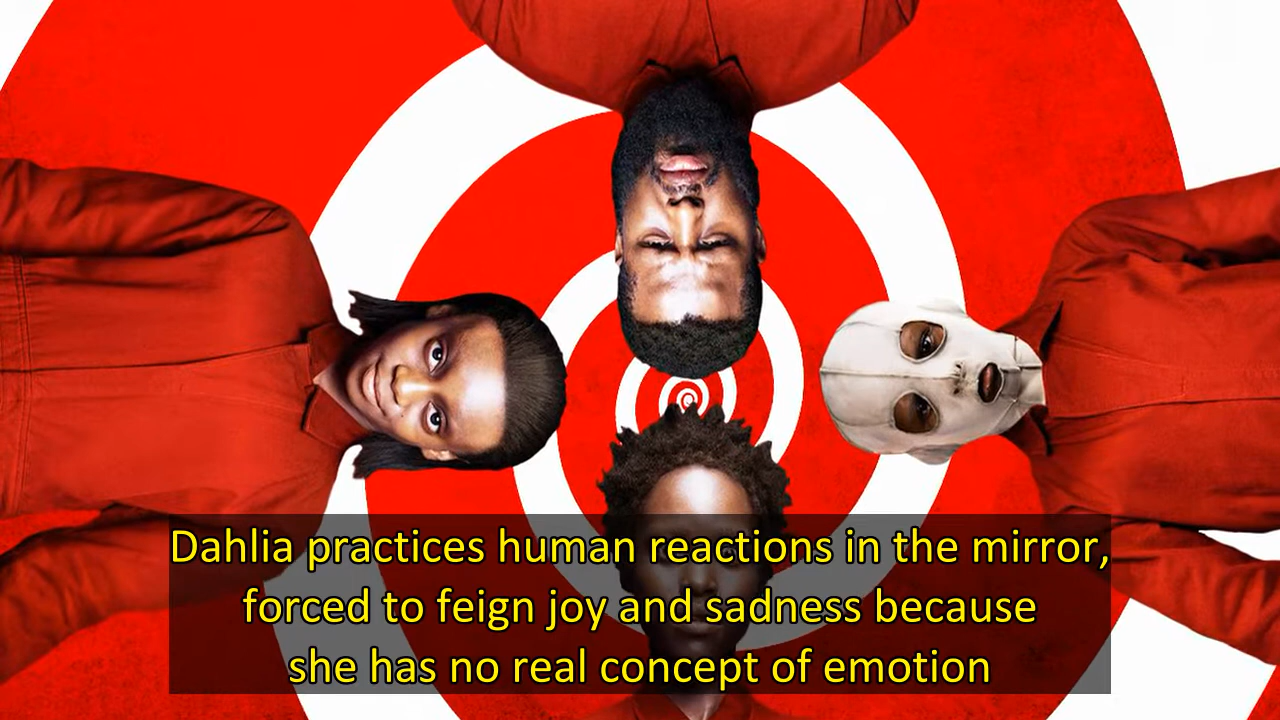 Dahlia practices human reactions in the mirror,
forced to feign joy and sadness because
she has no real concept of emotion